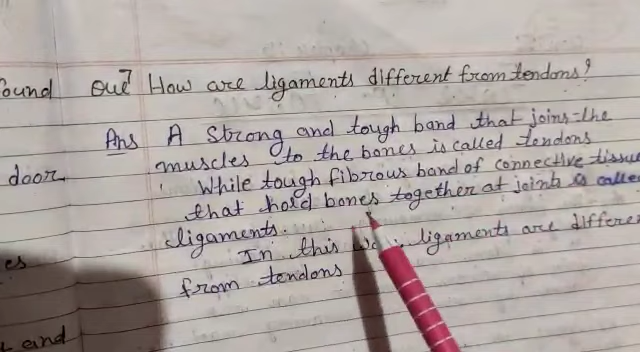 ound
Que? How are ligaments different from tendons?
Ans A strong and tough band that joins the
muscles to the bones is called tendons
door
While tough fibrous band of connective tissue
that hold bones together at joints is called
ligaments.
es
In this ligaments are differe
from tendons
and